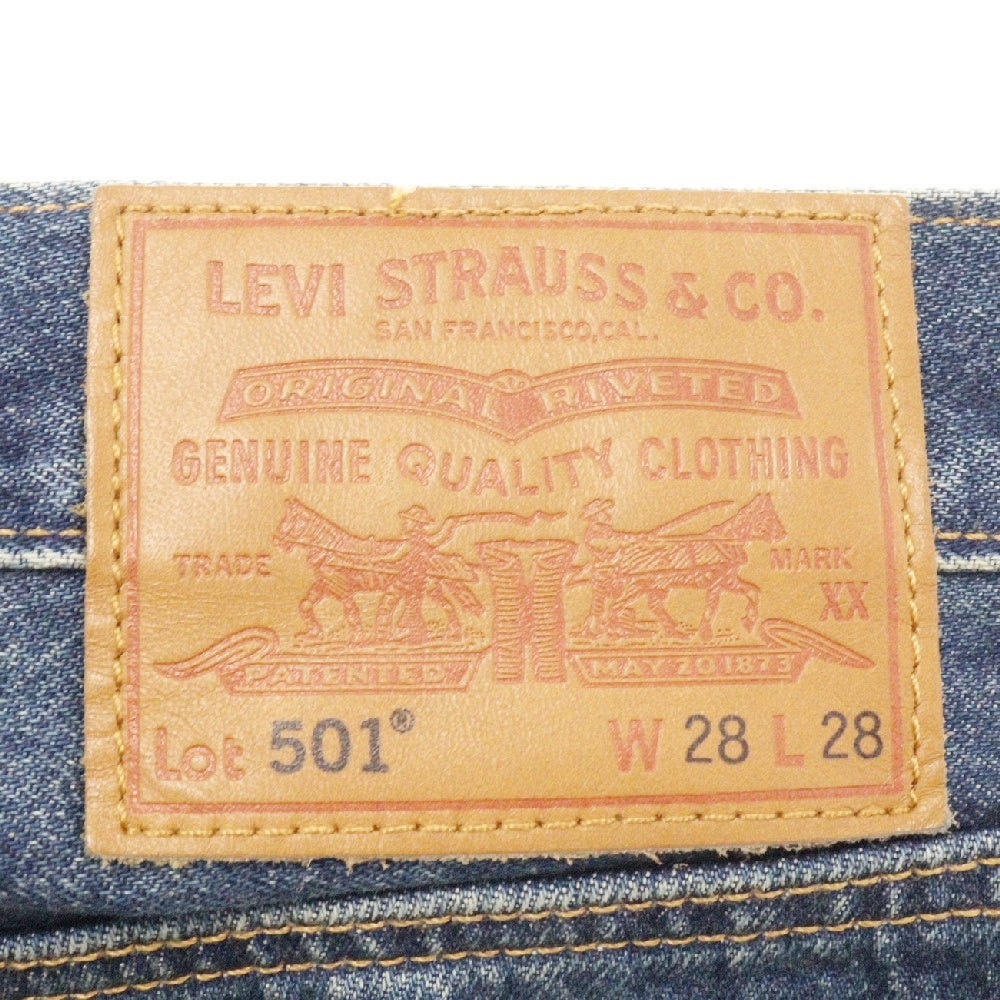 LEVI STRAUSS & CO.
SAN FRANCISCO, CAL.
ORIGINAL RIVETED
GENUINE QUALITY CLOTHING
TRADE MARK
XX
PATENTED MAY 20 1873
Lot 501® W 28 L 28